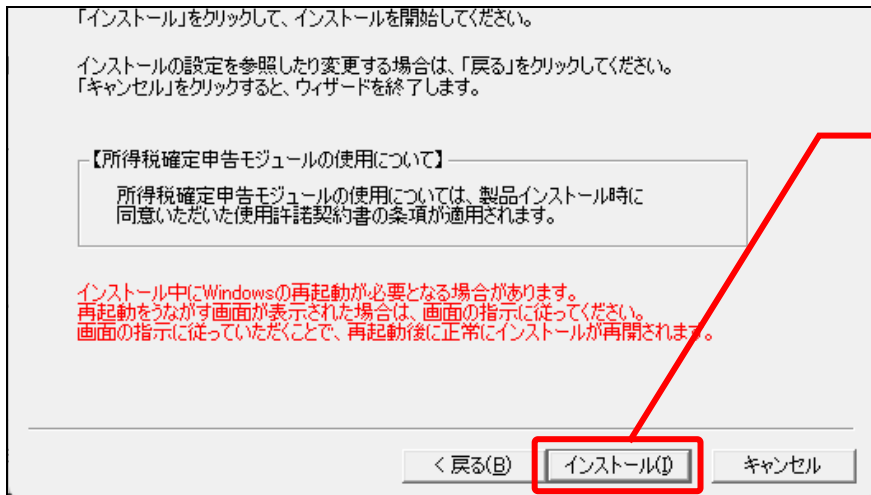 「インストール」をクリックして、インストールを開始してください。
インストールの設定を参照したり変更する場合は、「戻る」をクリックしてください。
「キャンセル」をクリックすると、ウィザードを終了します。
【所得税確定申告モジュールの使用について】
所得税確定申告モジュールの使用については、製品インストール時に
同意いただいた使用許諾契約書の条項が適用されます。
インストール中にWindowsの再起動が必要となる場合があります。
再起動をうながす画面が表示された場合は、画面の指示に従ってください。
画面の指示に従っていただくことで、再起動後に正常にインストールが再開されます。
< 戻る(B) インストール(I) キャンセル